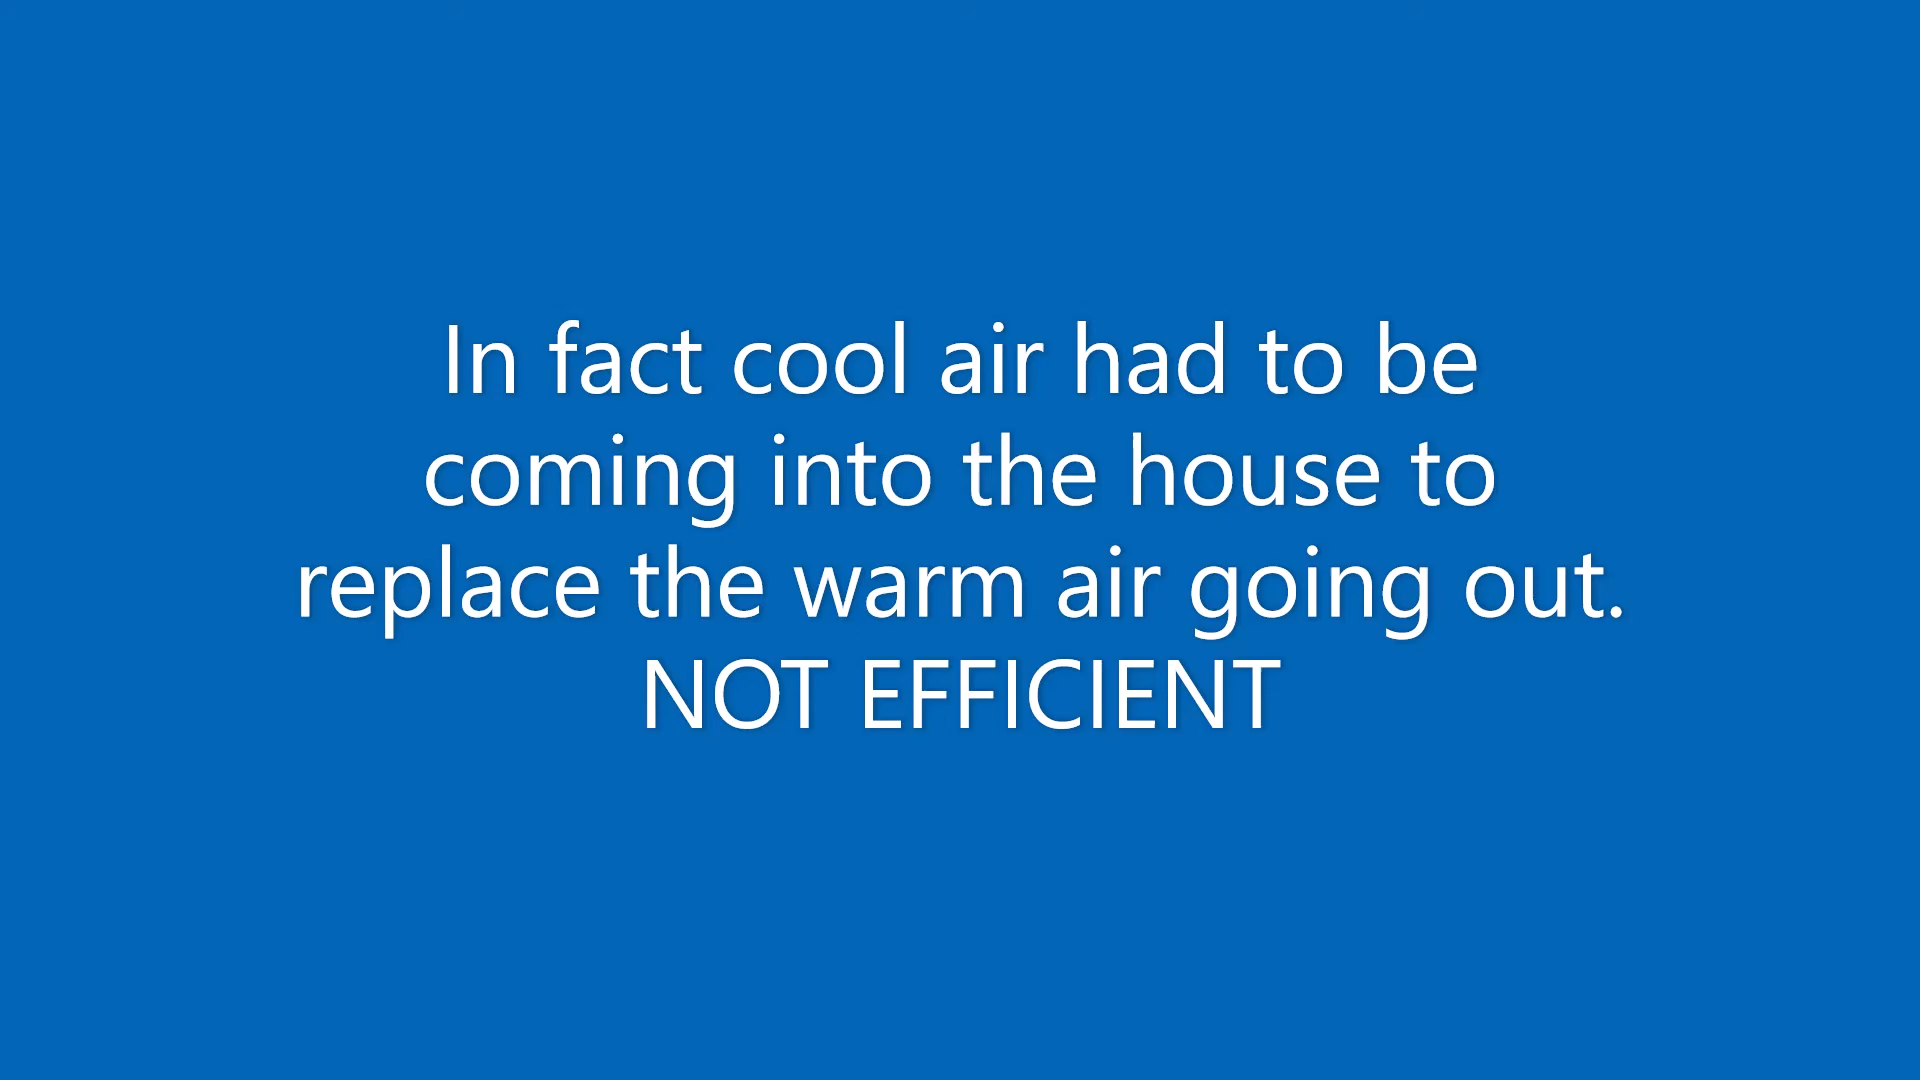 In fact cool air had to be
coming into the house to
replace the warm air going out.
NOT EFFICIENT